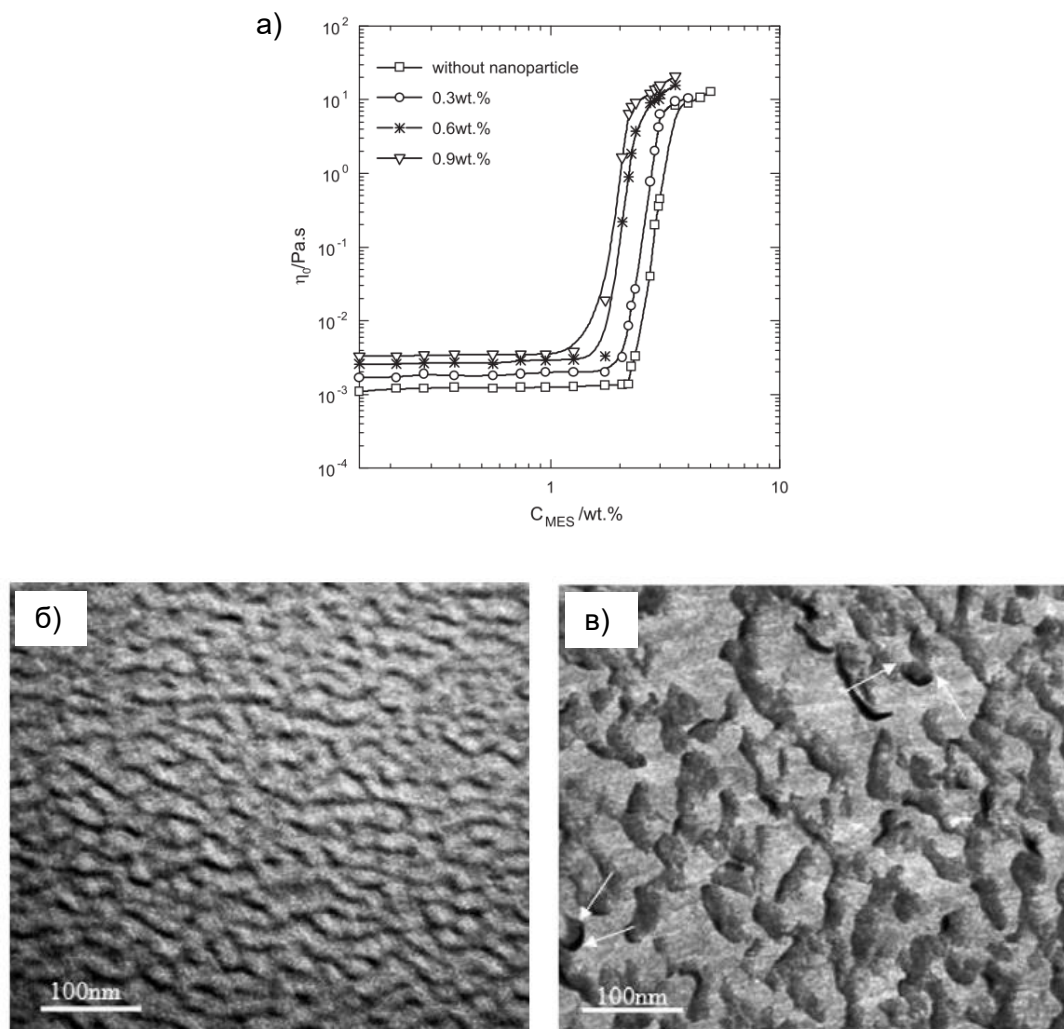 а)
without nanoparticle
0.3wt.%
0.6wt.%
0.9wt.%
10²
10¹
10⁰
10⁻¹
10⁻²
10⁻³
10⁻⁴
η₀/Pa.s
1
10
C_MES/wt.%
б)
100nm
в)
100nm